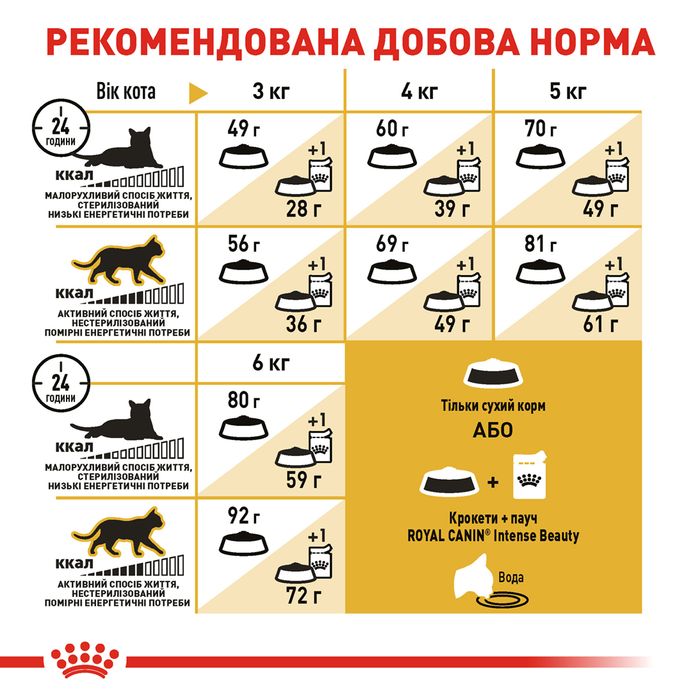 РЕКОМЕНДОВАНА ДОБОВА НОРМА
Вік кота 3 кг 4 кг 5 кг
24
ГОДИНИ
ккал
МАЛОРУХЛИВИЙ СПОСІБ ЖИТТЯ,
СТЕРИЛІЗОВАНИЙ
НИЗЬКІ ЕНЕРГЕТИЧНІ ПОТРЕБИ
49 г
+1
28 г
60 г
+1
39 г
70 г
+1
49 г
ккал
АКТИВНИЙ СПОСІБ ЖИТТЯ,
НЕСТЕРИЛІЗОВАНИЙ
ПОМІРНІ ЕНЕРГЕТИЧНІ ПОТРЕБИ
56 г
+1
36 г
69 г
+1
49 г
81 г
+1
61 г
6 кг
24
ГОДИНИ
ккал
МАЛОРУХЛИВИЙ СПОСІБ ЖИТТЯ,
СТЕРИЛІЗОВАНИЙ
НИЗЬКІ ЕНЕРГЕТИЧНІ ПОТРЕБИ
80 г
+1
59 г
ккал
АКТИВНИЙ СПОСІБ ЖИТТЯ,
НЕСТЕРИЛІЗОВАНИЙ
ПОМІРНІ ЕНЕРГЕТИЧНІ ПОТРЕБИ
92 г
+1
72 г
Тільки сухий корм
АБО
+
Крокети + пауч
ROYAL CANIN® Intense Beauty
Вода